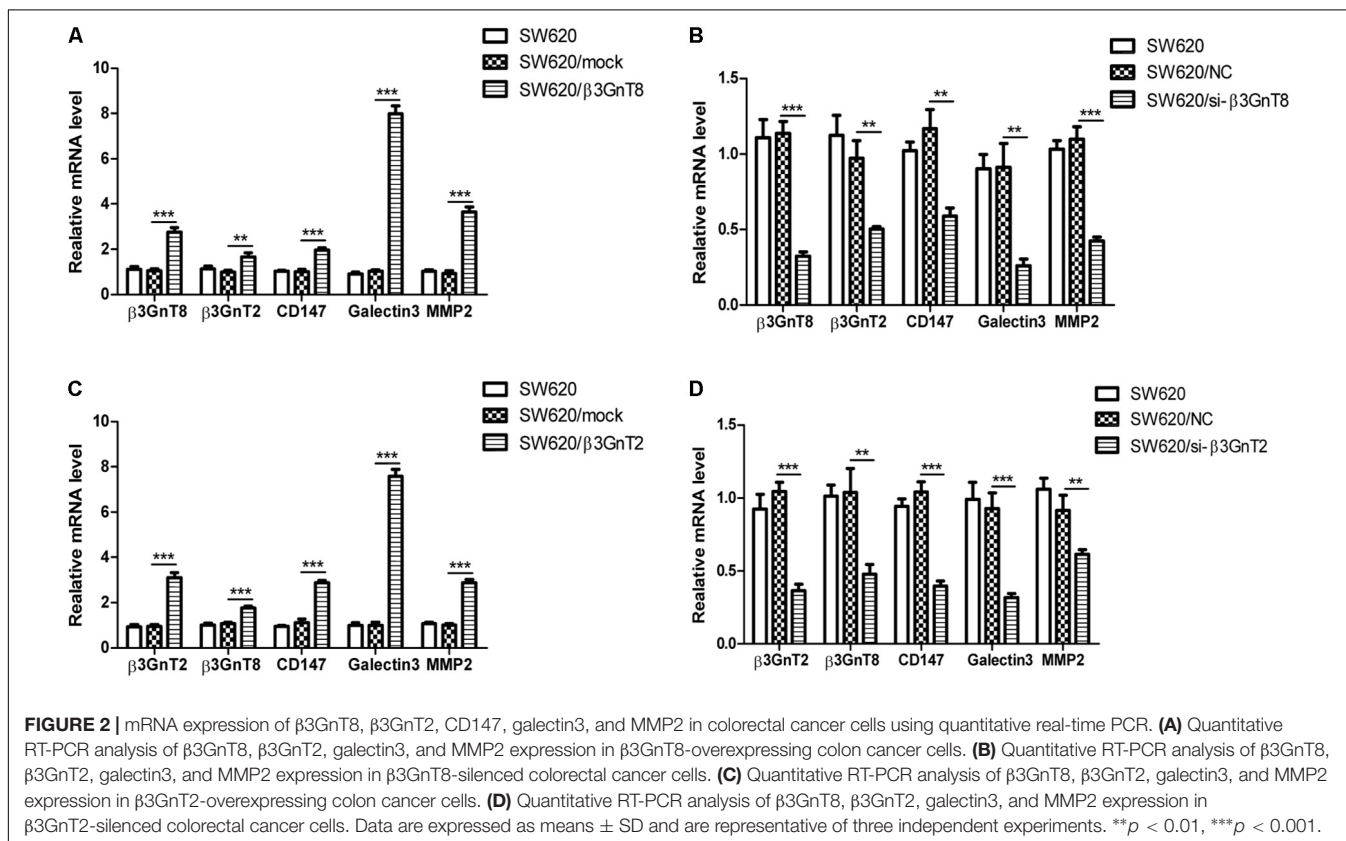 A
SW620
SW620/mock
SW620/β3GnT8
Realative mRNA level
10
8
6
4
2
0
***
**
***
***
***
β3GnT8 β3GnT2 CD147 Galectin3 MMP2
B
SW620
SW620/NC
SW620/si-β3GnT8
Realative mRNA level
1.5
1.0
0.5
0.0
***
**
**
**
***
β3GnT8 β3GnT2 CD147 Galectin3 MMP2
C
SW620
SW620/mock
SW620/β3GnT2
Realative mRNA level
10
8
6
4
2
0
***
***
***
***
***
β3GnT2 β3GnT8 CD147 Galectin3 MMP2
D
SW620
SW620/NC
SW620/si-β3GnT2
Realative mRNA level
1.5
1.0
0.5
0.0
***
**
***
***
**
β3GnT2 β3GnT8 CD147 Galectin3 MMP2
FIGURE 2 | mRNA expression of β3GnT8, β3GnT2, CD147, galectin3, and MMP2 in colorectal cancer cells using quantitative real-time PCR. (A) Quantitative
RT-PCR analysis of β3GnT8, β3GnT2, galectin3, and MMP2 expression in β3GnT8-overexpressing colon cancer cells. (B) Quantitative RT-PCR analysis of β3GnT8,
β3GnT2, galectin3, and MMP2 expression in β3GnT8-silenced colorectal cancer cells. (C) Quantitative RT-PCR analysis of β3GnT8, β3GnT2, galectin3, and MMP2
expression in β3GnT2-overexpressing colon cancer cells. (D) Quantitative RT-PCR analysis of β3GnT8, β3GnT2, galectin3, and MMP2 expression in
β3GnT2-silenced colorectal cancer cells. Data are expressed as means ± SD and are representative of three independent experiments. **p < 0.01, ***p < 0.001.